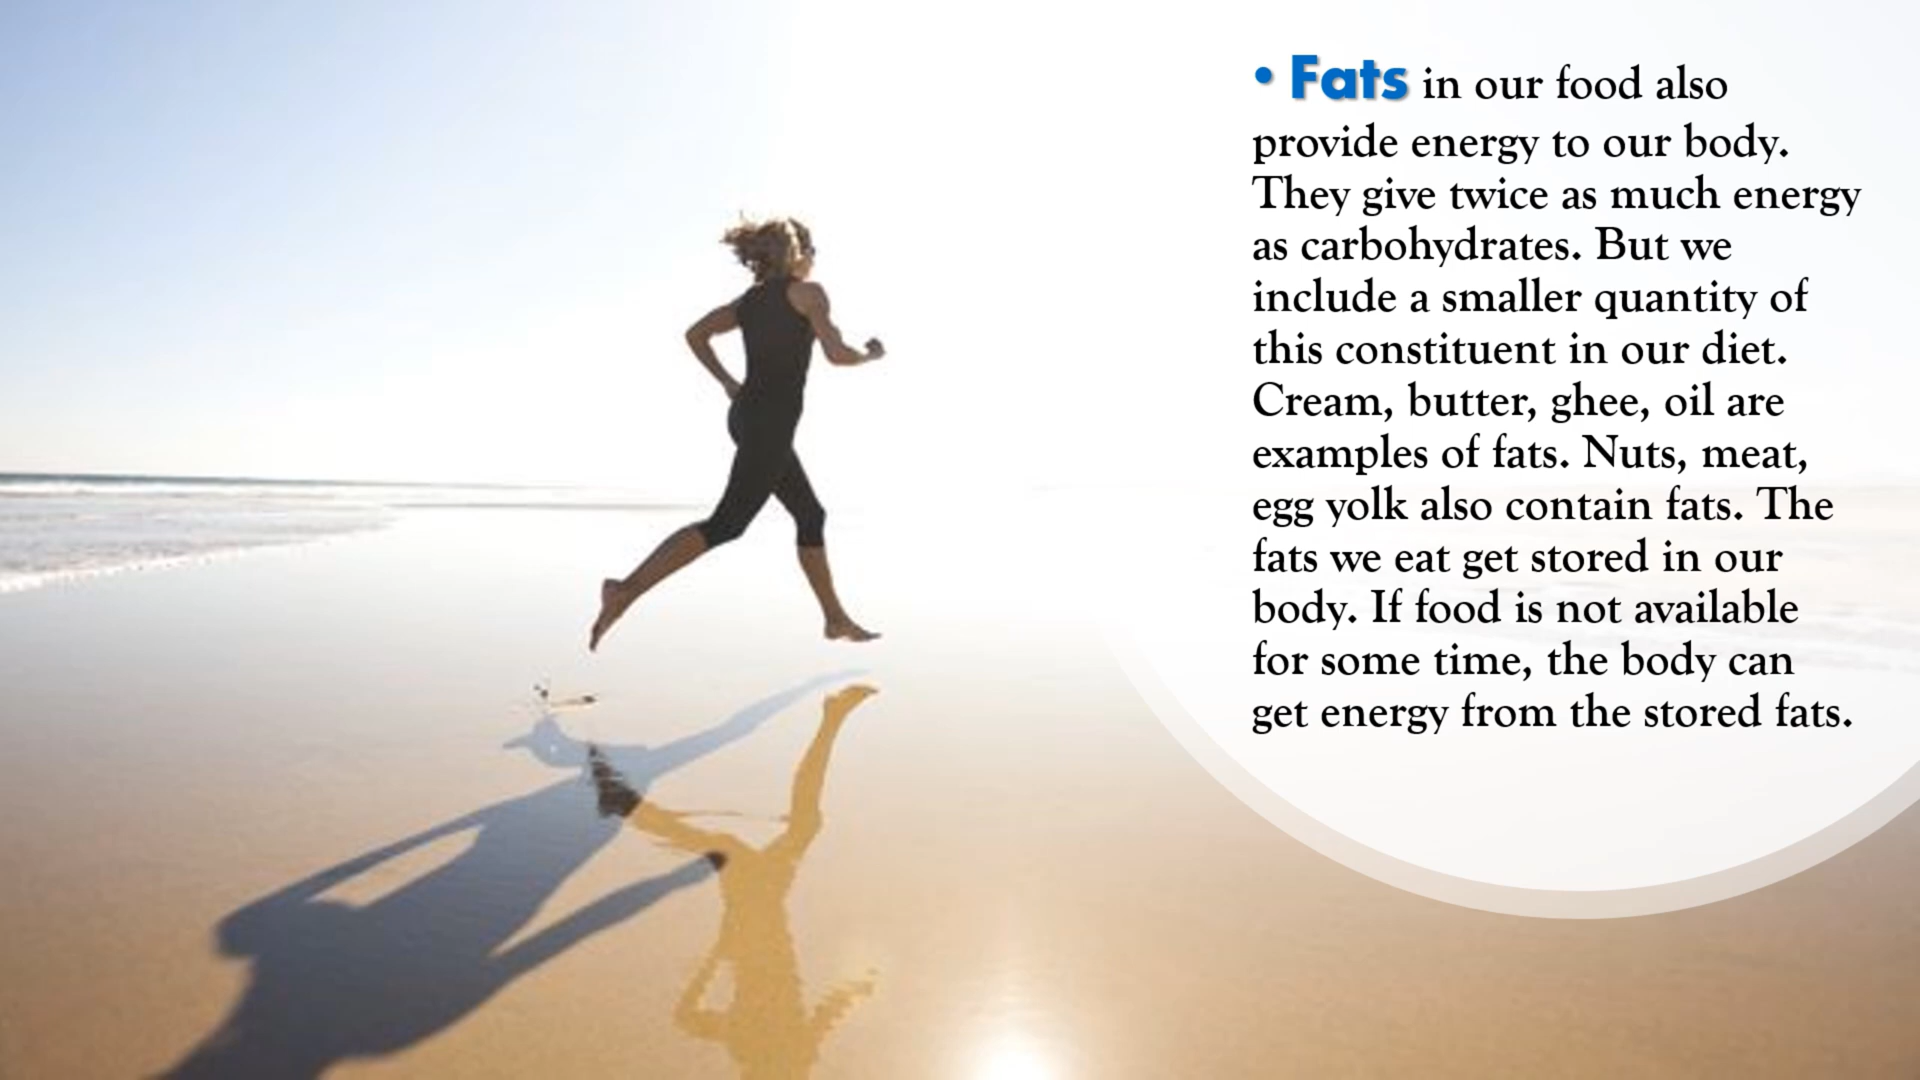 • Fats in our food also
provide energy to our body.
They give twice as much energy
as carbohydrates. But we
include a smaller quantity of
this constituent in our diet.
Cream, butter, ghee, oil are
examples of fats. Nuts, meat,
egg yolk also contain fats. The
fats we eat get stored in our
body. If food is not available
for some time, the body can
get energy from the stored fats.